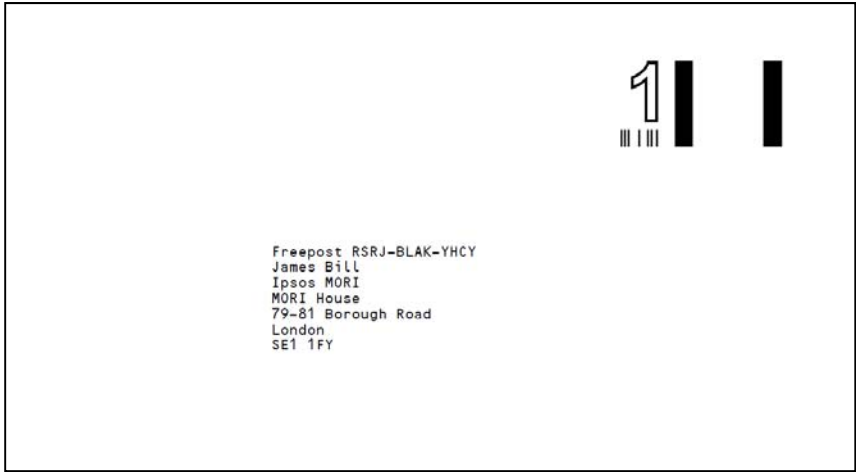 1
Freepost RSRJ-BLAK-YHCY
James Bill
Ipsos MORI
MORI House
79-81 Borough Road
London
SE1 1FY